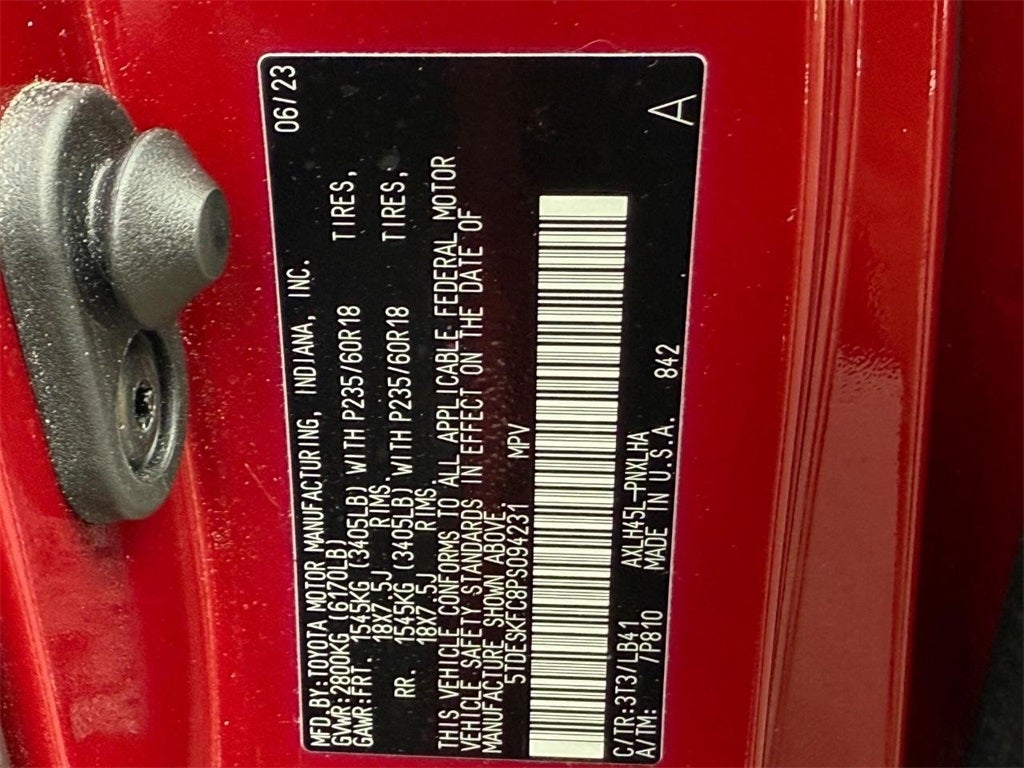 MFD.BY:TOYOTA MOTOR MANUFACTURING, INDIANA, INC. 06/23
GVWR:2800KG (6170LB)
GAWR:FRT. 1545KG (3405LB) WITH P235/60R18 TIRES,
18X7.5J RIMS,
RR. 1545KG (3405LB) WITH P235/60R18 TIRES,
18X7.5J RIMS.
THIS VEHICLE CONFORMS TO ALL APPLICABLE FEDERAL MOTOR
VEHICLE SAFETY STANDARDS IN EFFECT ON THE DATE OF
MANUFACTURE SHOWN ABOVE.
5TDESKFC8PS094231 MPV
C/TR:3T3/LB41 AXLH45L-PNXLHA
A/TM: /P810 MADE IN U.S.A. 842 A